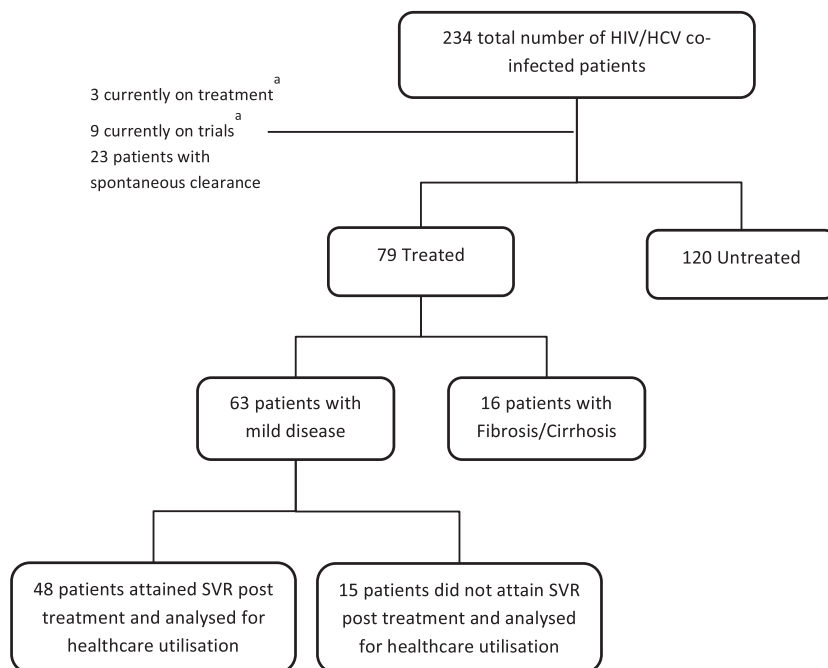 234 total number of HIV/HCV co-
infected patients
3 currently on treatment a
9 currently on trials a
23 patients with
spontaneous clearance
79 Treated
120 Untreated
63 patients with
mild disease
16 patients with
Fibrosis/Cirrhosis
48 patients attained SVR post
treatment and analysed for
healthcare utilisation
15 patients did not attain SVR
post treatment and analysed
for healthcare utilisation